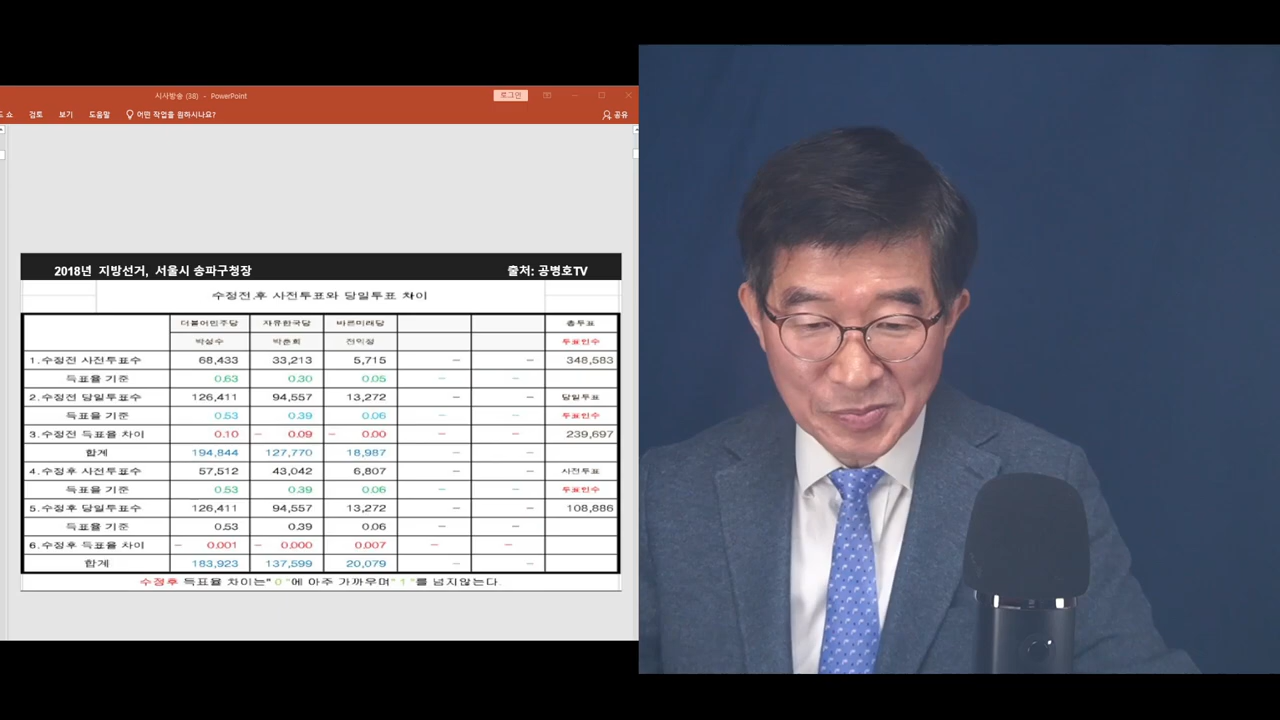 시사방송 (38) - PowerPoint
로그인
드 쇼 검토 보기 도움말 어떤 작업을 원하시나요? 공유
2018년 지방선거, 서울시 송파구청장 출처: 공병호TV
수정전,후 사전투표와 당일투표 차이
더불어민주당 자유한국당 바른미래당 총투표
박성수 박춘희 투표인수
1.수정전 사전투표수 68,433 33,213 5,715 – – 348,583
득표율 기준 0.63 0.30 0.05 – –
2.수정전 당일투표수 126,411 94,557 13,272 – – 당일투표
득표율 기준 0.53 0.39 0.06 – – 투표인수
3.수정전 득표율 차이 0.10 – 0.09 – 0.00 – – 239,697
합계 194,844 127,770 18,987 – –
4.수정후 사전투표수 57,512 43,042 6,807 – – 사전투표
득표율 기준 0.53 0.39 0.06 – – 투표인수
5.수정후 당일투표수 126,411 94,557 13,272 – – 108,886
득표율 기준 0.53 0.39 0.06 – –
6.수정후 득표율 차이 – 0.001 – 0.000 0.007 – –
합계 183,923 137,599 20,079 – –
수정후 득표율 차이는" 0 "에 아주 가까우며" 1 "를 넘지않는다.